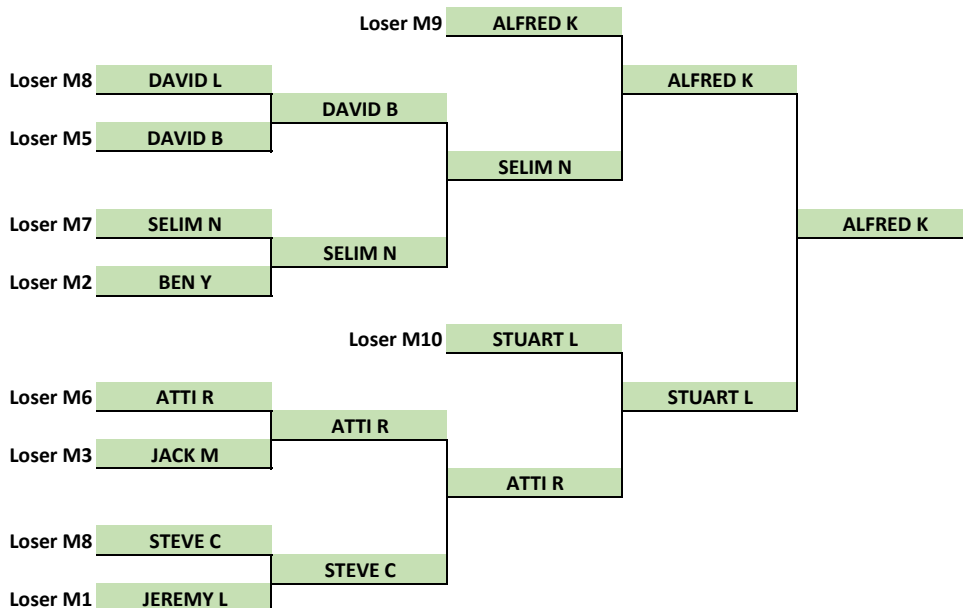 Loser M9 ALFRED K
Loser M8 DAVID L ALFRED K
DAVID B
Loser M5 DAVID B
SELIM N
Loser M7 SELIM N ALFRED K
SELIM N
Loser M2 BEN Y
Loser M10 STUART L
Loser M6 ATTI R STUART L
ATTI R
Loser M3 JACK M
ATTI R
Loser M8 STEVE C
STEVE C
Loser M1 JEREMY L